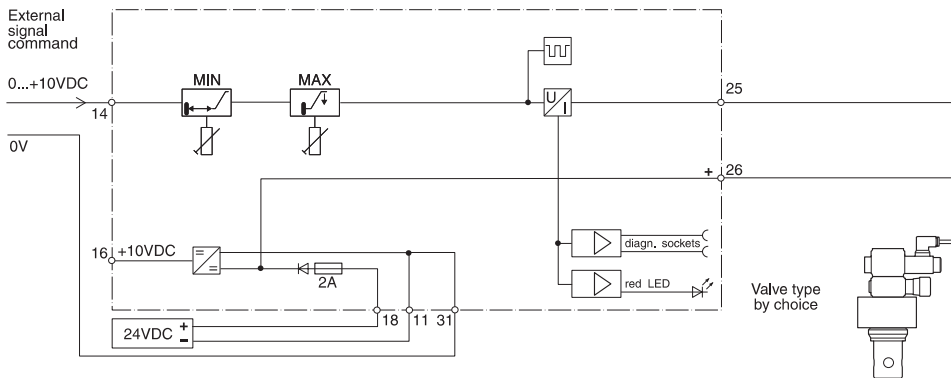 External
signal
command
0...+10VDC
14
0V
MIN
MAX
U
I
25
+
26
16
+10VDC
2A
diagn. sockets
red LED
18
11
31
24VDC
+
-
Valve type
by choice